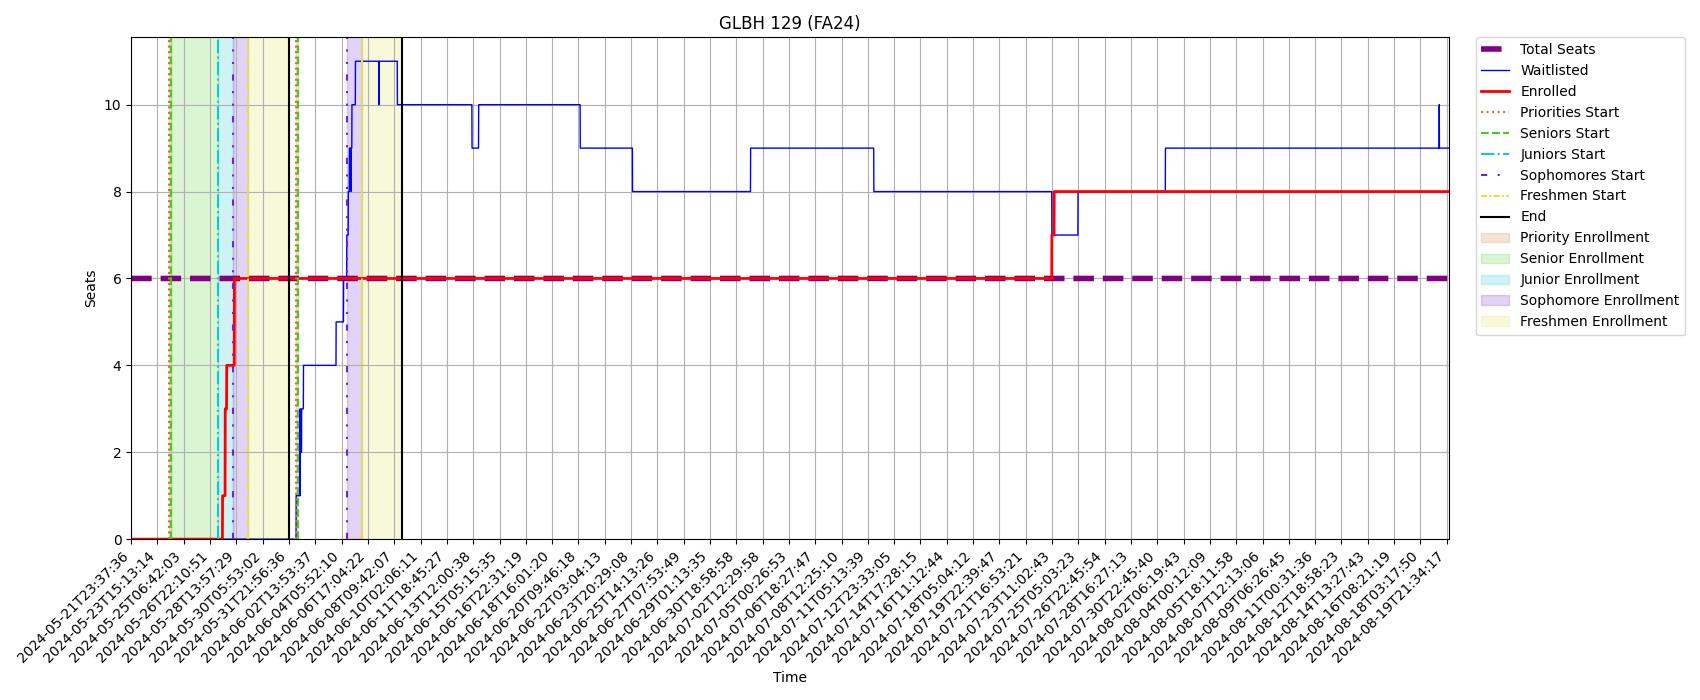 GLBH 129 (FA24)
Seats
10
8
6
4
2
0
2024-05-21T23:37:36
2024-05-23T15:13:14
2024-05-25T06:42:03
2024-05-26T22:10:51
2024-05-28T13:57:29
2024-05-30T05:53:02
2024-05-31T21:56:36
2024-06-02T13:53:37
2024-06-04T05:52:10
2024-06-06T17:04:22
2024-06-08T09:42:07
2024-06-10T02:06:11
2024-06-11T18:45:27
2024-06-13T12:00:38
2024-06-15T05:15:35
2024-06-16T22:31:19
2024-06-18T16:01:20
2024-06-20T09:46:18
2024-06-22T03:04:13
2024-06-23T20:29:08
2024-06-25T14:13:26
2024-06-27T07:53:49
2024-06-29T01:13:35
2024-06-30T18:58:58
2024-07-02T12:29:58
2024-07-05T00:26:53
2024-07-06T18:27:47
2024-07-08T12:25:10
2024-07-11T05:13:39
2024-07-12T23:33:05
2024-07-14T17:28:15
2024-07-16T11:12:44
2024-07-18T05:04:12
2024-07-19T22:39:47
2024-07-21T16:53:21
2024-07-23T11:02:43
2024-07-25T05:03:23
2024-07-26T22:45:54
2024-07-28T16:27:13
2024-07-30T22:45:40
2024-08-02T06:19:43
2024-08-04T00:12:09
2024-08-05T18:11:58
2024-08-07T12:13:06
2024-08-09T06:26:45
2024-08-11T00:31:36
2024-08-12T18:58:23
2024-08-14T13:27:43
2024-08-16T08:21:19
2024-08-18T03:17:50
2024-08-19T21:34:17
Time
Total Seats
Waitlisted
Enrolled
Priorities Start
Seniors Start
Juniors Start
Sophomores Start
Freshmen Start
End
Priority Enrollment
Senior Enrollment
Junior Enrollment
Sophomore Enrollment
Freshmen Enrollment